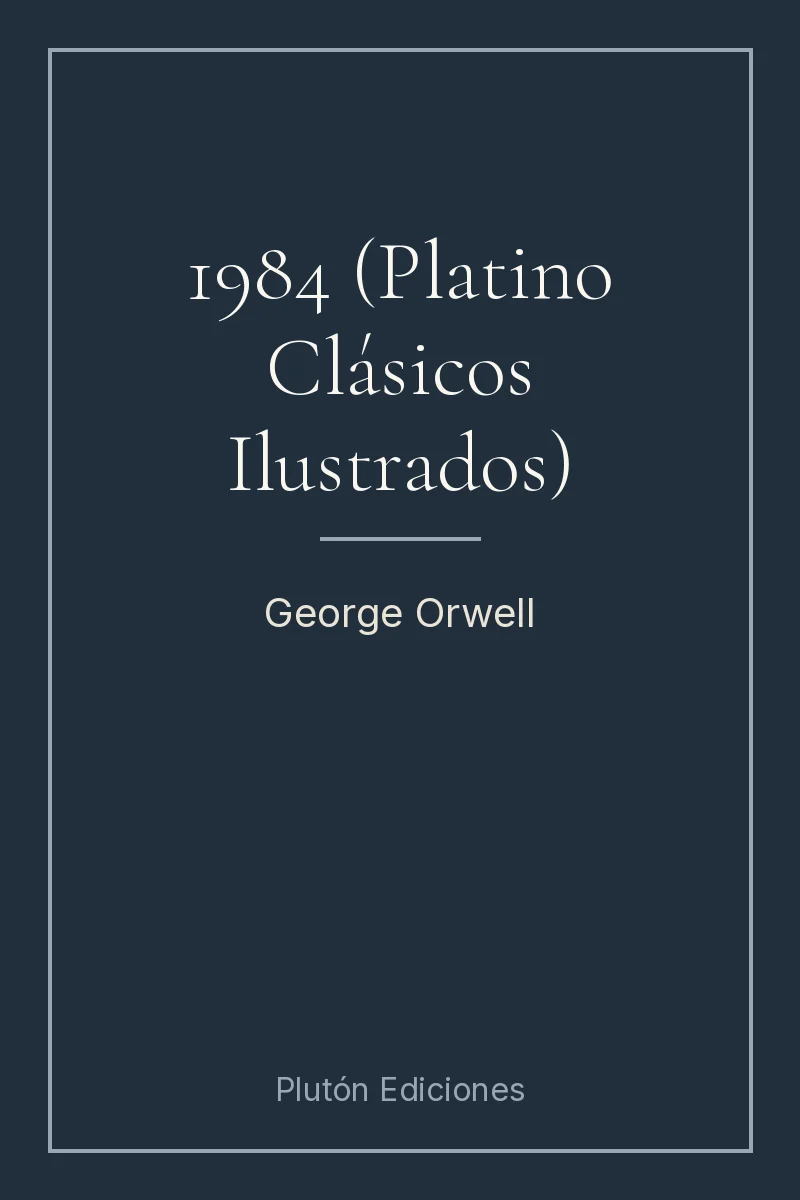 1984 (Platino
Clásicos
Ilustrados)
George Orwell
Plutón Ediciones